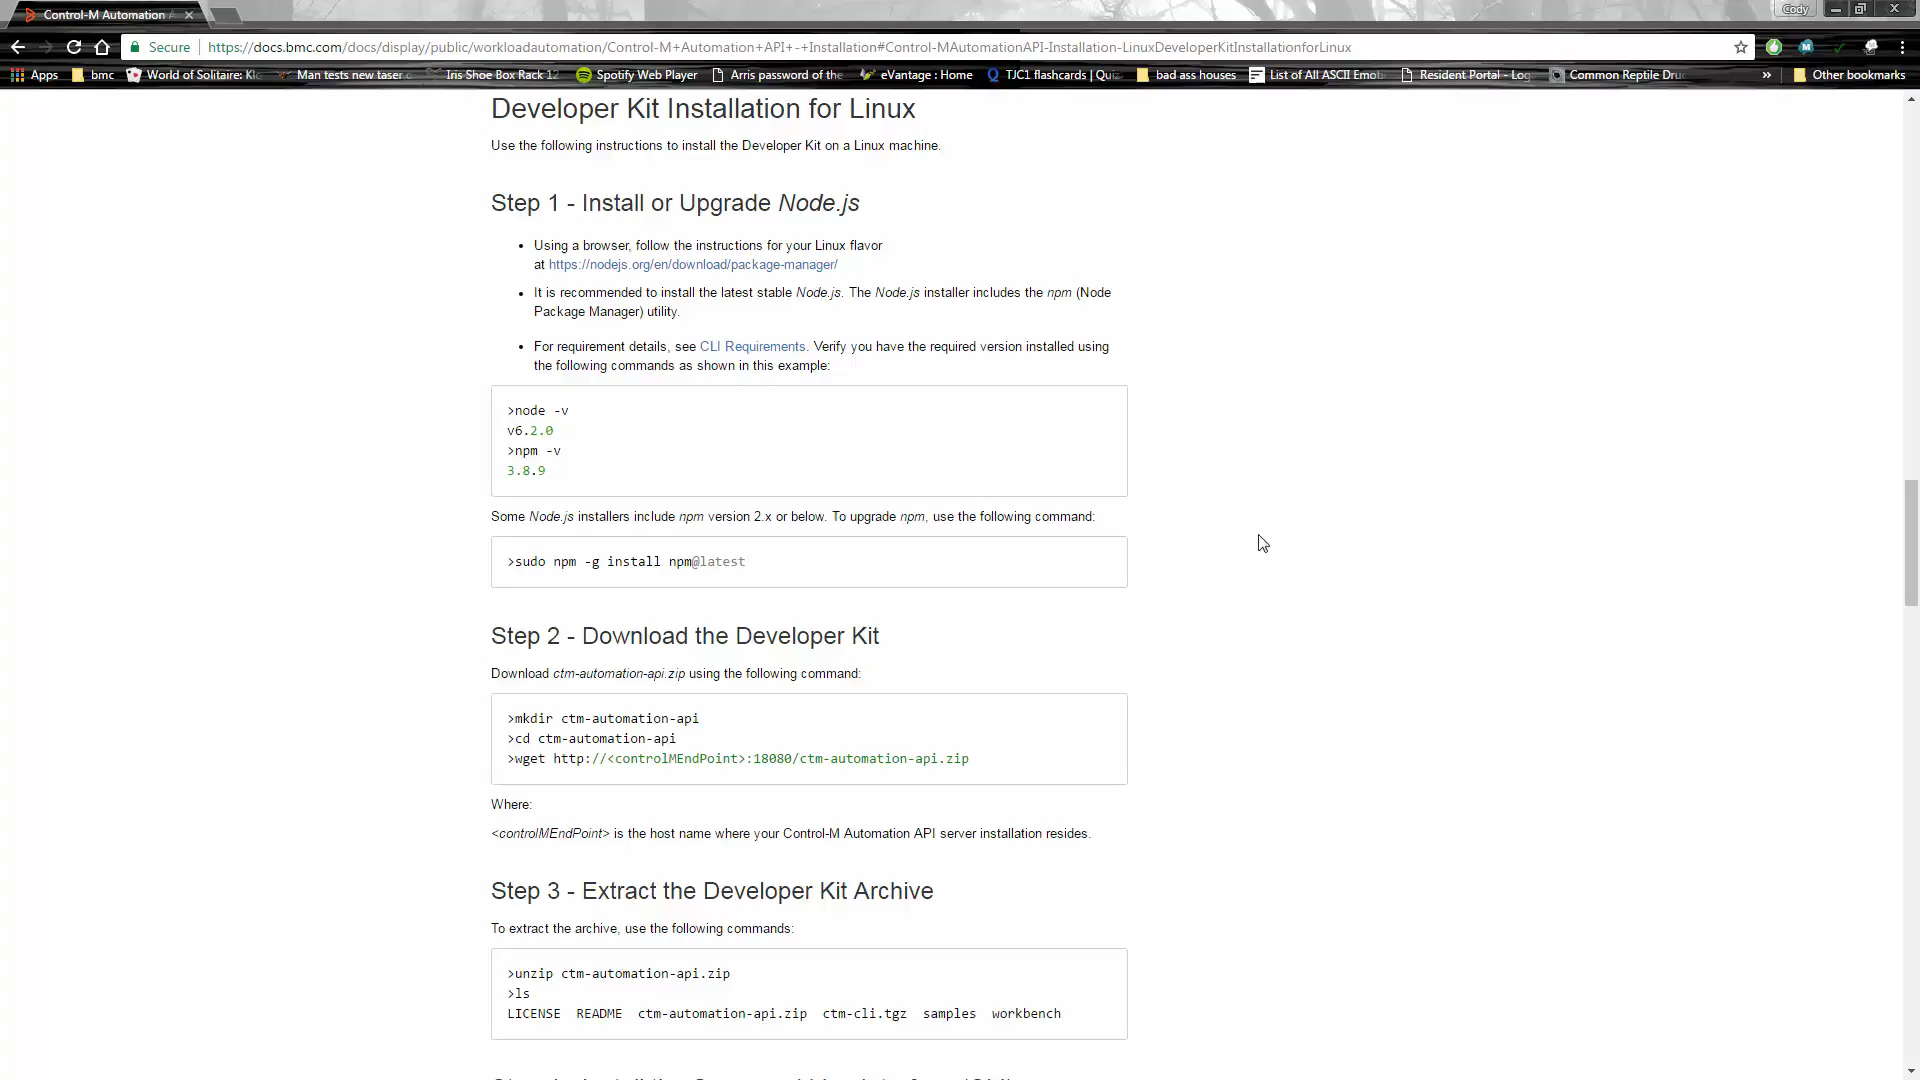 Control-M Automation
Cody
Secure
https://docs.bmc.com/docs/display/public/workloadautomation/Control-M+Automation+API+-+Installation#Control-MAutomationAPI-Installation-LinuxDeveloperKitInstallationforLinux
Apps
bmc
World of Solitaire: Klo
Man tests new taser
Iris Shoe Box Rack 12
Spotify Web Player
Arris password of the
eVantage : Home
TJC1 flashcards | Quiz
bad ass houses
List of All ASCII Emoti
Resident Portal - Log
Common Reptile Dru
»
Other bookmarks
Developer Kit Installation for Linux
Use the following instructions to install the Developer Kit on a Linux machine.
Step 1 - Install or Upgrade Node.js
• Using a browser, follow the instructions for your Linux flavor
at https://nodejs.org/en/download/package-manager/
• It is recommended to install the latest stable Node.js. The Node.js installer includes the npm (Node
Package Manager) utility.
• For requirement details, see CLI Requirements. Verify you have the required version installed using
the following commands as shown in this example:
>node -v
v6.2.0
>npm -v
3.8.9
Some Node.js installers include npm version 2.x or below. To upgrade npm, use the following command:
>sudo npm -g install npm@latest
Step 2 - Download the Developer Kit
Download ctm-automation-api.zip using the following command:
>mkdir ctm-automation-api
>cd ctm-automation-api
>wget http://<controlMEndPoint>:18080/ctm-automation-api.zip
Where:
<controlMEndPoint> is the host name where your Control-M Automation API server installation resides.
Step 3 - Extract the Developer Kit Archive
To extract the archive, use the following commands:
>unzip ctm-automation-api.zip
>ls
LICENSE README ctm-automation-api.zip ctm-cli.tgz samples workbench